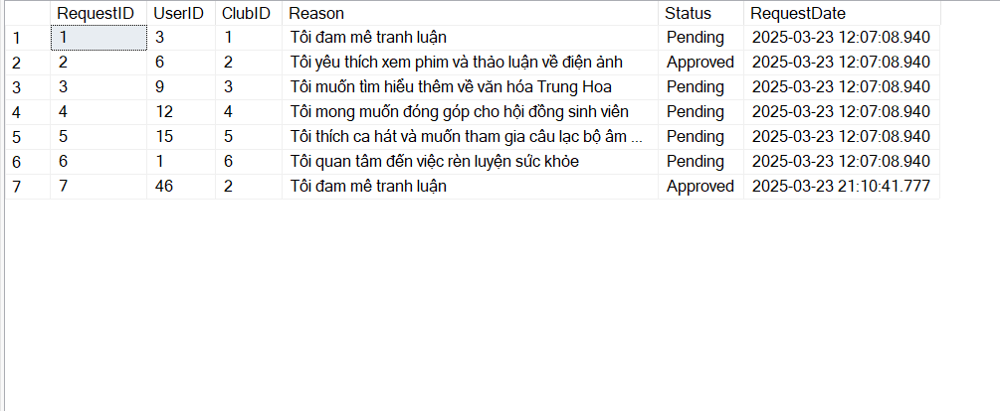 RequestID UserID ClubID Reason Status RequestDate
1 1 3 1 Tôi đam mê tranh luận Pending 2025-03-23 12:07:08.940
2 2 6 2 Tôi yêu thích xem phim và thảo luận về điện ảnh Approved 2025-03-23 12:07:08.940
3 3 9 3 Tôi muốn tìm hiểu thêm về văn hóa Trung Hoa Pending 2025-03-23 12:07:08.940
4 4 12 4 Tôi mong muốn đóng góp cho hội đồng sinh viên Pending 2025-03-23 12:07:08.940
5 5 15 5 Tôi thích ca hát và muốn tham gia câu lạc bộ âm ... Pending 2025-03-23 12:07:08.940
6 6 1 6 Tôi quan tâm đến việc rèn luyện sức khỏe Pending 2025-03-23 12:07:08.940
7 7 46 2 Tôi đam mê tranh luận Approved 2025-03-23 21:10:41.777